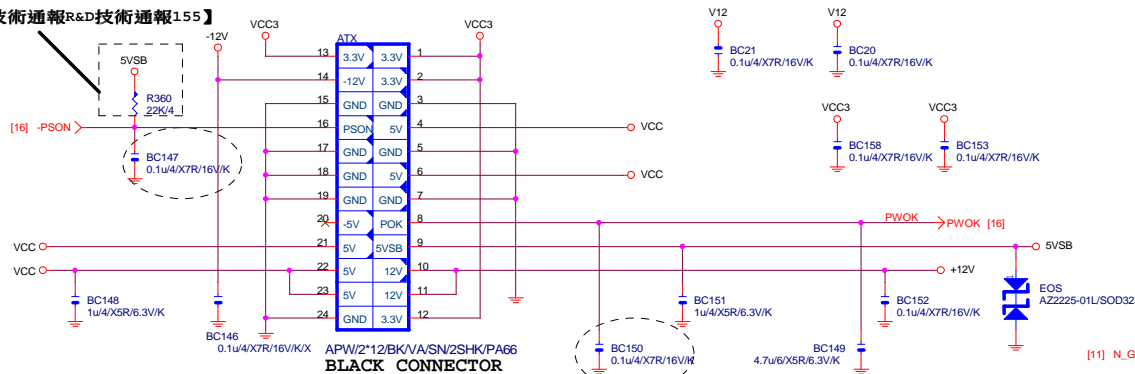 技術通報R&D技術通報155】
5VSB
R360
22K/4
[16] -PSON
BC147
0.1u/4/X7R/16V/K
-12V
VCC3
VCC3
ATX
13 3.3V 3.3V 1
14 -12V 3.3V 2
15 GND GND 3
16 PSON 5V 4
17 GND GND 5
18 GND 5V 6
19 GND GND 7
20 -5V POK 8
21 5V 5VSB 9
22 5V 12V 10
23 5V 12V 11
24 GND 3.3V 12
APW/2*12/BK/VA/SN/2SHK/PA66
BLACK CONNECTOR
VCC
VCC
BC148
1u/4/X5R/6.3V/K
BC146
0.1u/4/X7R/16V/K/X
VCC
VCC
V12
BC21
0.1u/4/X7R/16V/K
V12
BC20
0.1u/4/X7R/16V/K
VCC3
BC158
0.1u/4/X7R/16V/K
VCC3
BC153
0.1u/4/X7R/16V/K
PWOK
PWOK [16]
5VSB
+12V
BC151
1u/4/X5R/6.3V/K
BC152
0.1u/4/X7R/16V/K
EOS
AZ2225-01L/SOD32
BC150
0.1u/4/X7R/16V/K
BC149
4.7u/6/X5R/6.3V/K
[11] N_G